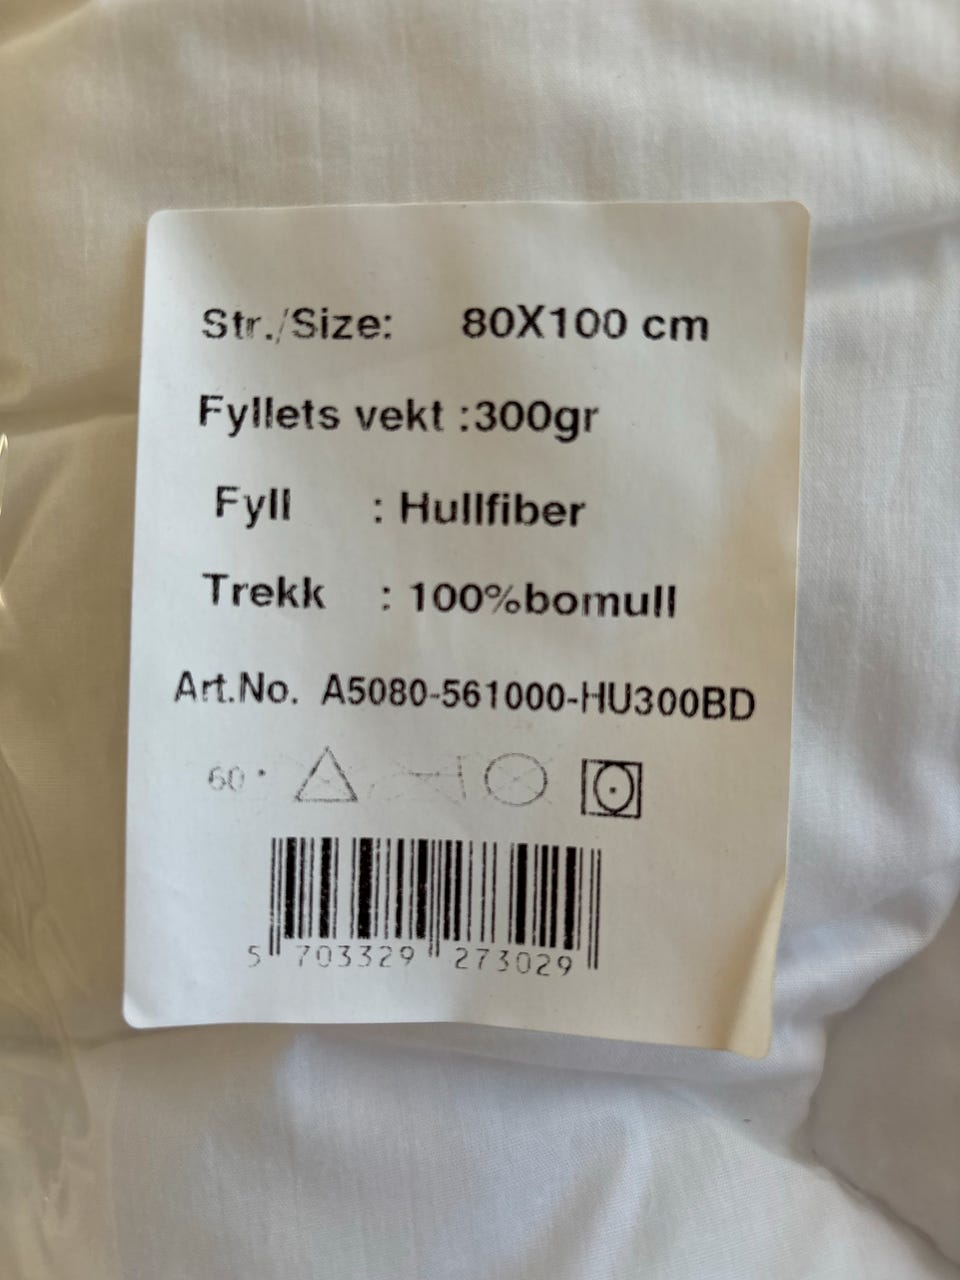 Str./Size: 80X100 cm
Fyllets vekt :300gr
Fyll : Hullfiber
Trekk : 100%bomull
Art.No. A5080-561000-HU300BD
60°
5 703329 273029